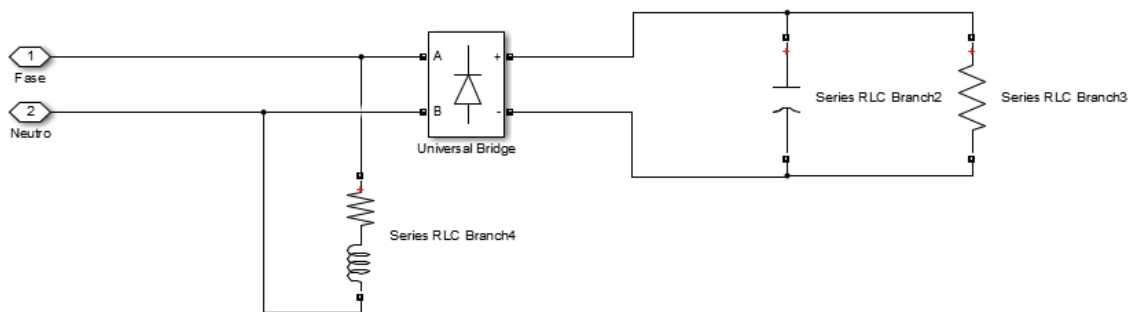 1
Fase
2
Neutro
A
B
+
-
Universal Bridge
+
Series RLC Branch2
+
Series RLC Branch3
+
Series RLC Branch4